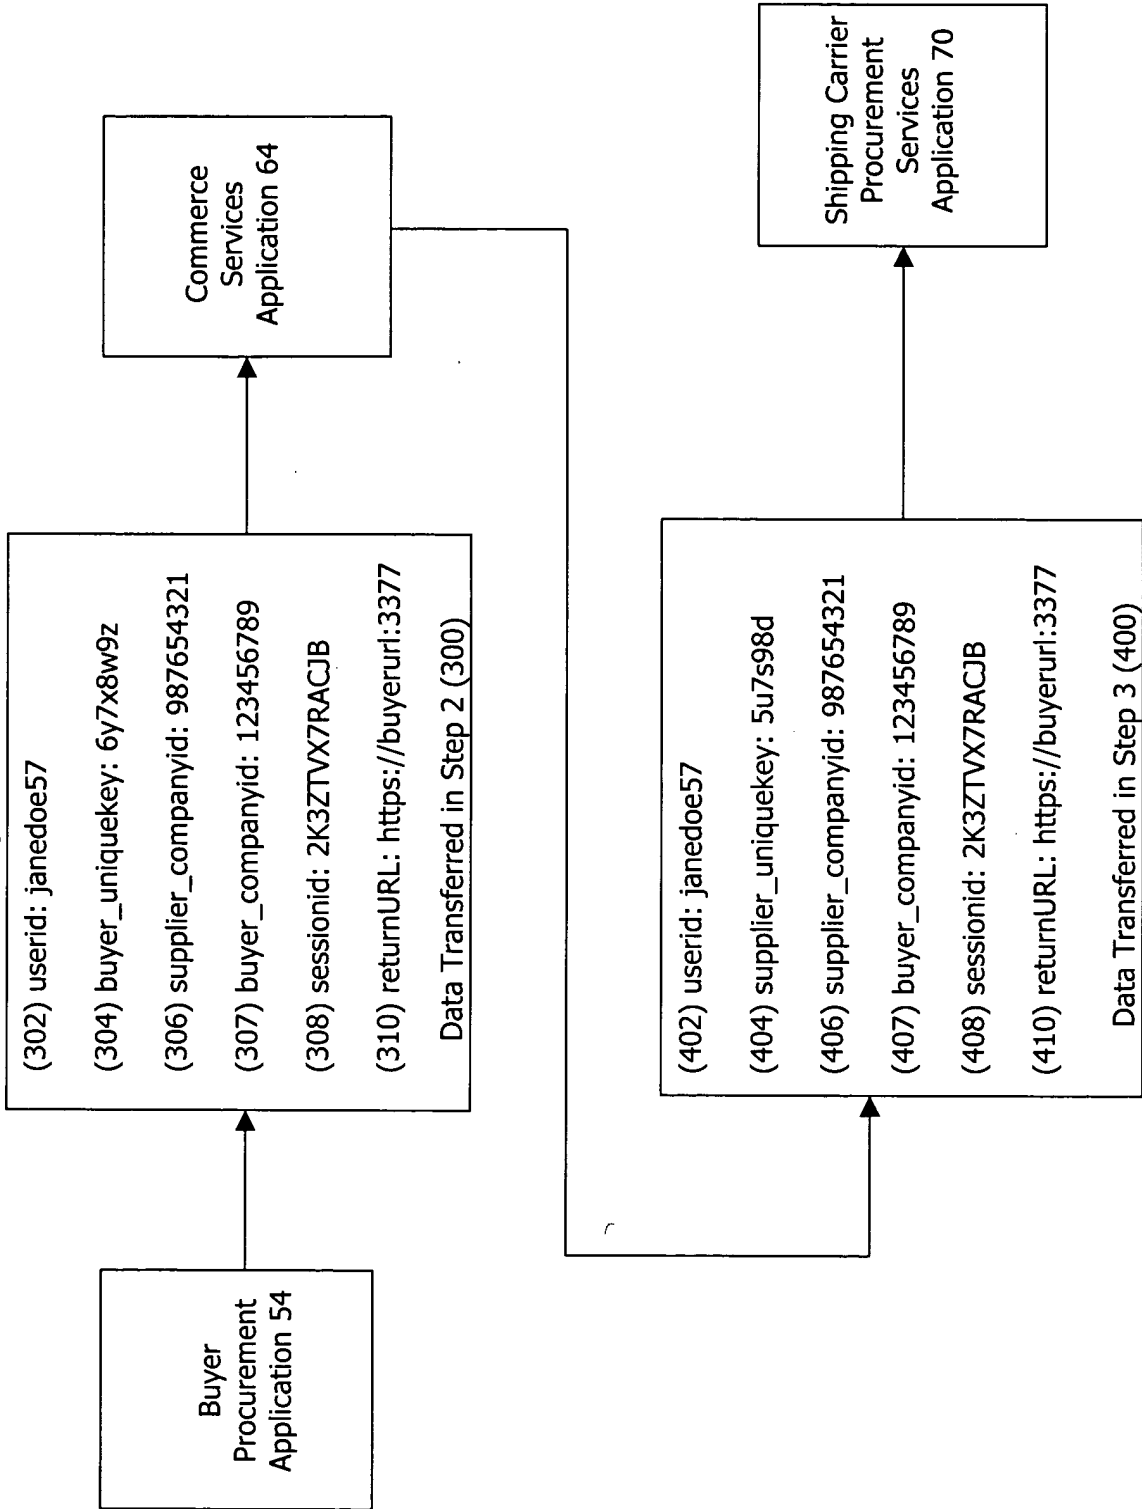 Buyer
Procurement
Application 54
(302) userid: janedoe57
(304) buyer_uniquekey: 6y7x8w9z
(306) supplier_companyid: 987654321
(307) buyer_companyid: 123456789
(308) sessionid: 2K3ZTVX7RACJB
(310) returnURL: https://buyerurl:3377
Data Transferred in Step 2 (300)
Commerce
Services
Application 64
(402) userid: janedoe57
(404) supplier_uniquekey: 5u7s98d
(406) supplier_companyid: 987654321
(407) buyer_companyid: 123456789
(408) sessionid: 2K3ZTVX7RACJB
(410) returnURL: https://buyerurl:3377
Data Transferred in Step 3 (400)
Shipping Carrier
Procurement
Services
Application 70